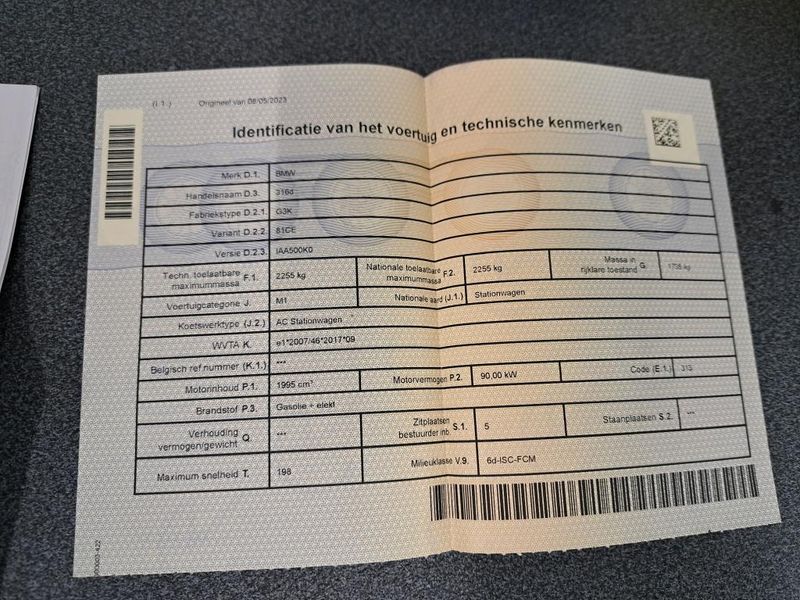 (I.1.) Origineel van 08/05/2023
Identificatie van het voertuig en technische kenmerken
Merk D.1. BMW
Handelsnaam D.3. 316d
Fabriekstype D.2.1. G3K
Variant D.2.2. 81CE
Versie D.2.3. IAA500K0
Techn. toelaatbare maximummassa F.1. 2255 kg Nationale toelaatbare maximummassa F.2. 2255 kg Massa in rijklare toestand G. 1735 kg
Voertuigcategorie J. M1 Nationale aard (J.1.) Stationwagen
Koetswerktype (J.2.) AC Stationwagen
WVTA K. e1*2007/46*2017*09
Belgisch ref nummer (K.1.) ***
Motorinhoud P.1. 1995 cm³ Motorvermogen P.2. 90,00 kW Code (E.1.) 313
Brandstof P.3. Gasolie + elekt
Verhouding vermogen/gewicht Q. *** Zitplaatsen bestuurder inb. S.1. 5 Staanplaatsen S.2. ***
Maximum snelheid T. 198 Milieuklasse V.9. 6d-ISC-FCM